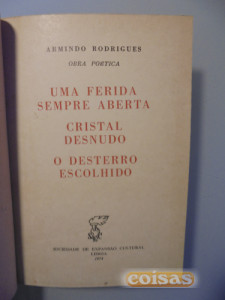 ARMINDO RODRIGUES
OBRA POÉTICA
UMA FERIDA
SEMPRE ABERTA
CRISTAL
DESNUDO
O DESTERRO
ESCOLHIDO
SOCIEDADE DE EXPANSÃO CULTURAL
LISBOA
coisas